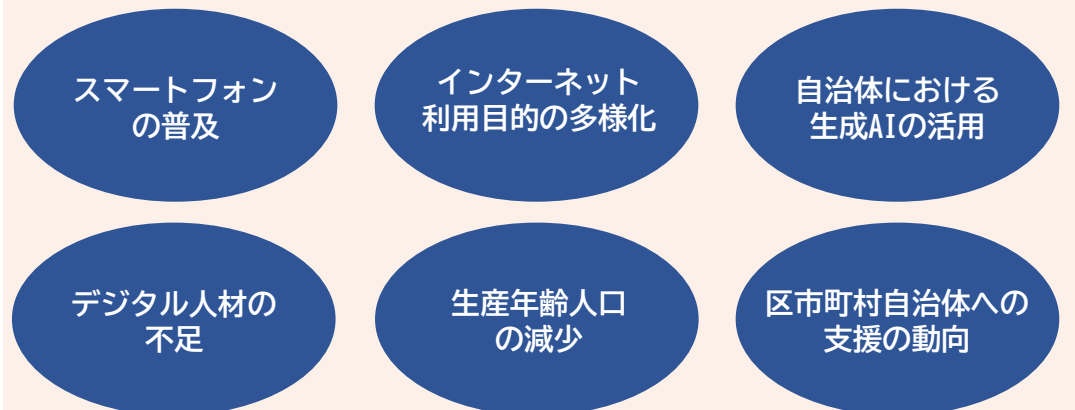 スマートフォン
の普及
インターネット
利用目的の多様化
自治体における
生成AIの活用
デジタル人材の
不足
生産年齢人口
の減少
区市町村自治体への
支援の動向